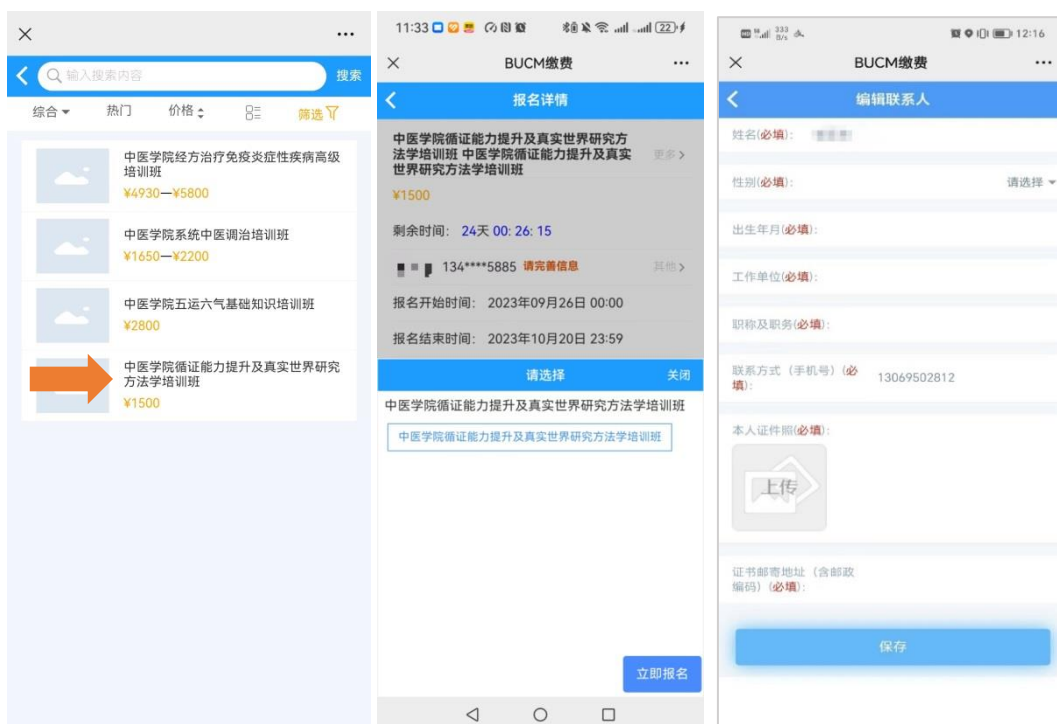 输入搜索内容
搜索
综合
热门
价格
筛选
中医学院经方治疗免疫炎症性疾病高级
培训班
¥4930—¥5800
中医学院系统中医调治培训班
¥1650—¥2200
中医学院五运六气基础知识培训班
¥2800
中医学院循证能力提升及真实世界研究
方法学培训班
¥1500
11:33
22
BUCM缴费
报名详情
中医学院循证能力提升及真实世界研究方
法学培训班 中医学院循证能力提升及真实
世界研究方法学培训班
更多
¥1500
剩余时间: 24天 00: 26: 15
134****5885 请完善信息
其他
报名开始时间: 2023年09月26日 00:00
报名结束时间: 2023年10月20日 23:59
请选择
关闭
中医学院循证能力提升及真实世界研究方法学培训班
中医学院循证能力提升及真实世界研究方法学培训班
立即报名
333
B/s
12:16
BUCM缴费
编辑联系人
姓名(必填):
性别(必填):
请选择
出生年月(必填):
工作单位(必填):
职称及职务(必填):
联系方式（手机号）(必
填):
13069502812
本人证件照(必填):
上传
证书邮寄地址（含邮政
编码）(必填):
保存